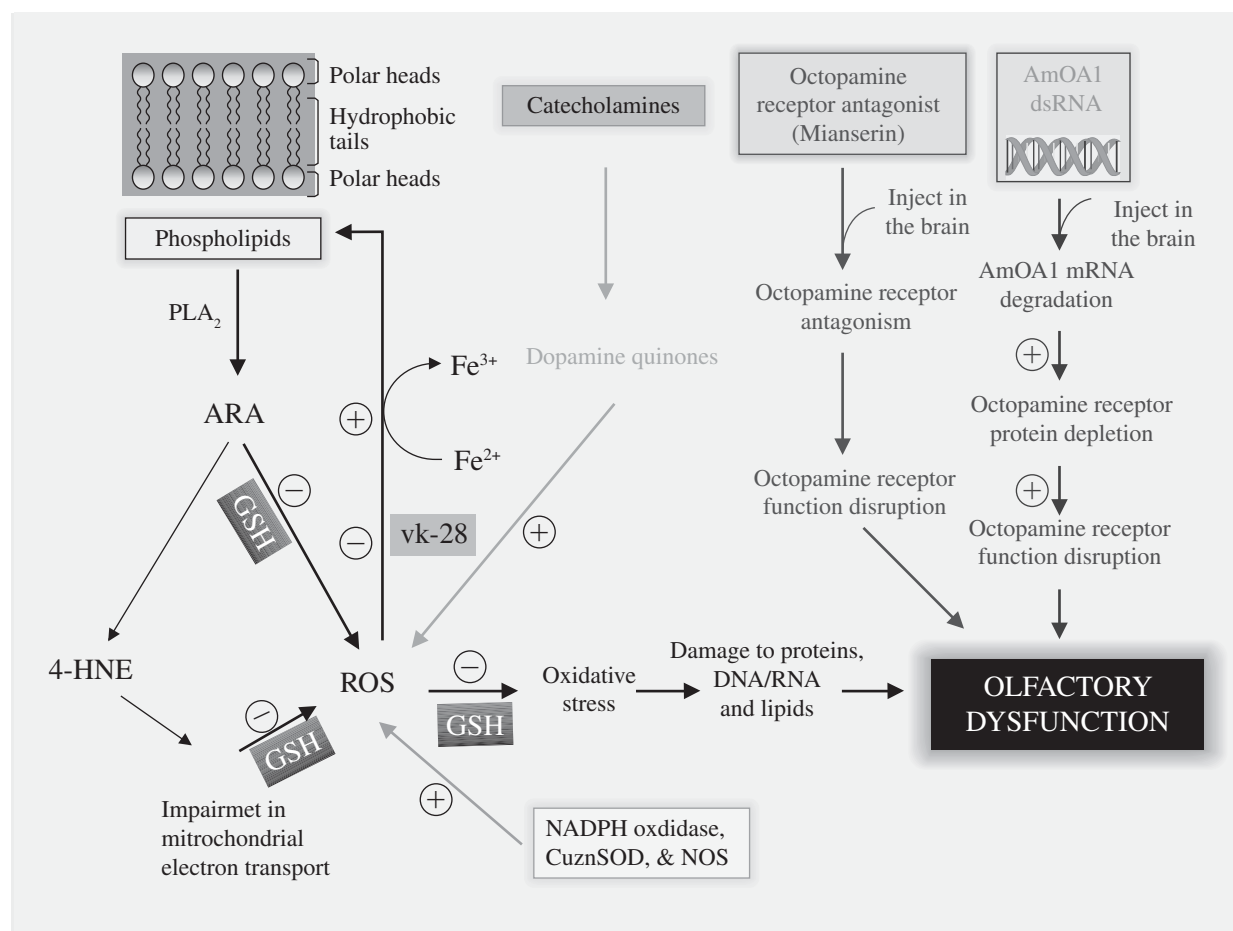 Polar heads
Hydrophobic
tails
Polar heads
Phospholipids
PLA2
ARA
GSH
−
4-HNE
Impairmet in
mitrochondrial
electron transport
−
GSH
+
Fe3+
Fe2+
−
vk-28
ROS
Catecholamines
Dopamine quinones
+
−
GSH
Oxidative
stress
Damage to proteins,
DNA/RNA
and lipids
+
NADPH oxdidase,
CuznSOD, & NOS
Octopamine
receptor antagonist
(Mianserin)
Inject in
the brain
Octopamine receptor
antagonism
Octopamine receptor
function disruption
AmOA1
dsRNA
Inject in
the brain
AmOA1 mRNA
degradation
+
Octopamine receptor
protein depletion
+
Octopamine receptor
function disruption
OLFACTORY
DYSFUNCTION